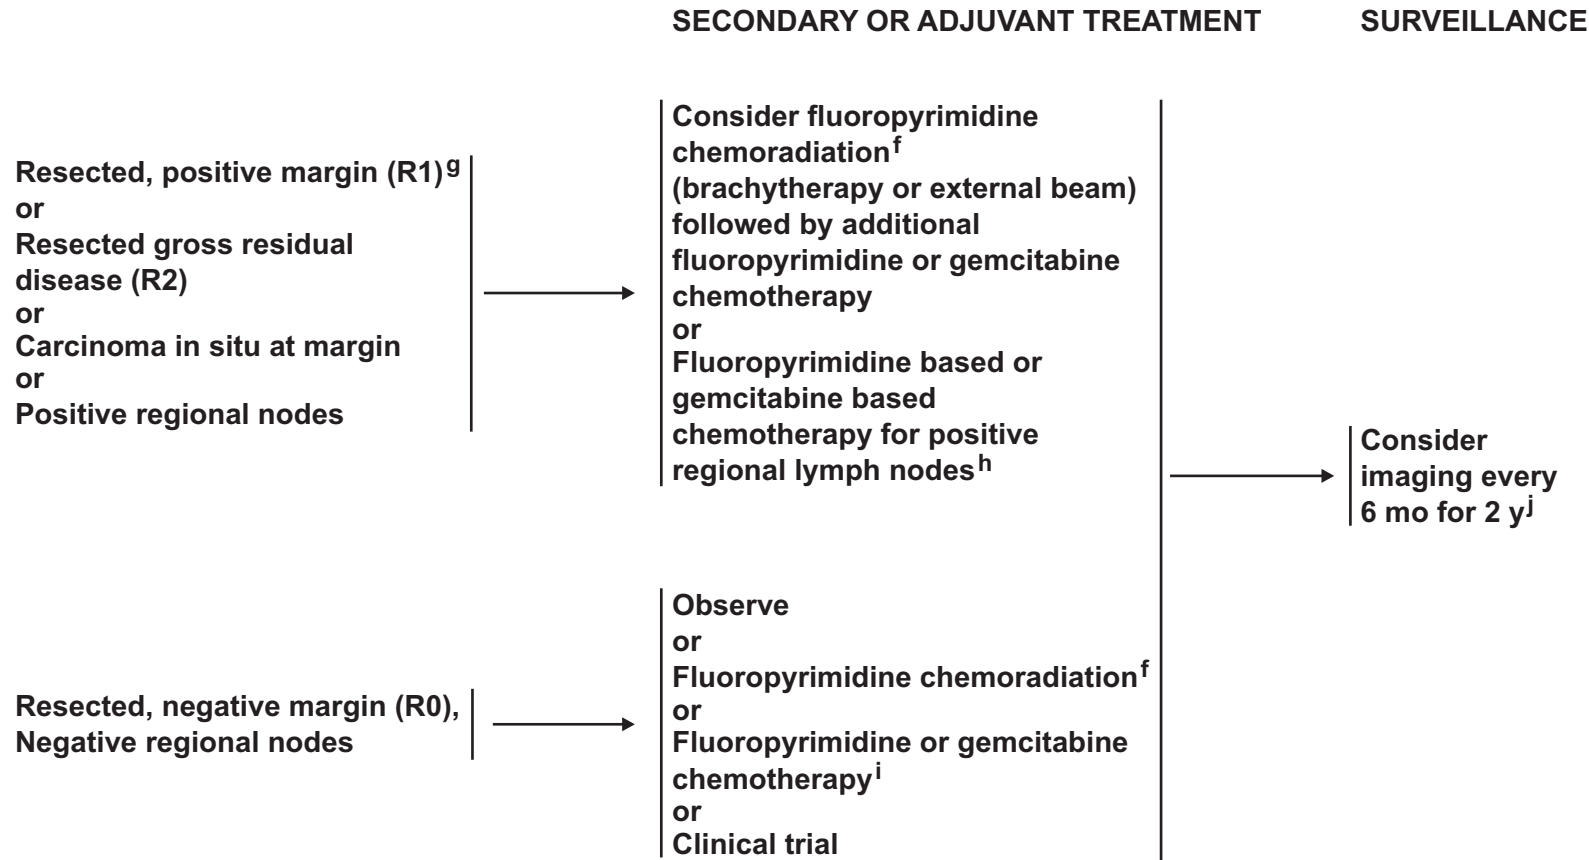 SECONDARY OR ADJUVANT TREATMENT
SURVEILLANCE
Resected, positive margin (R1)g
or
Resected gross residual
disease (R2)
or
Carcinoma in situ at margin
or
Positive regional nodes
Consider fluoropyrimidine
chemoradiationf
(brachytherapy or external beam)
followed by additional
fluoropyrimidine or gemcitabine
chemotherapy
or
Fluoropyrimidine based or
gemcitabine based
chemotherapy for positive
regional lymph nodesh
Resected, negative margin (R0),
Negative regional nodes
Observe
or
Fluoropyrimidine chemoradiationf
or
Fluoropyrimidine or gemcitabine
chemotherapyi
or
Clinical trial
Consider
imaging every
6 mo for 2 yj